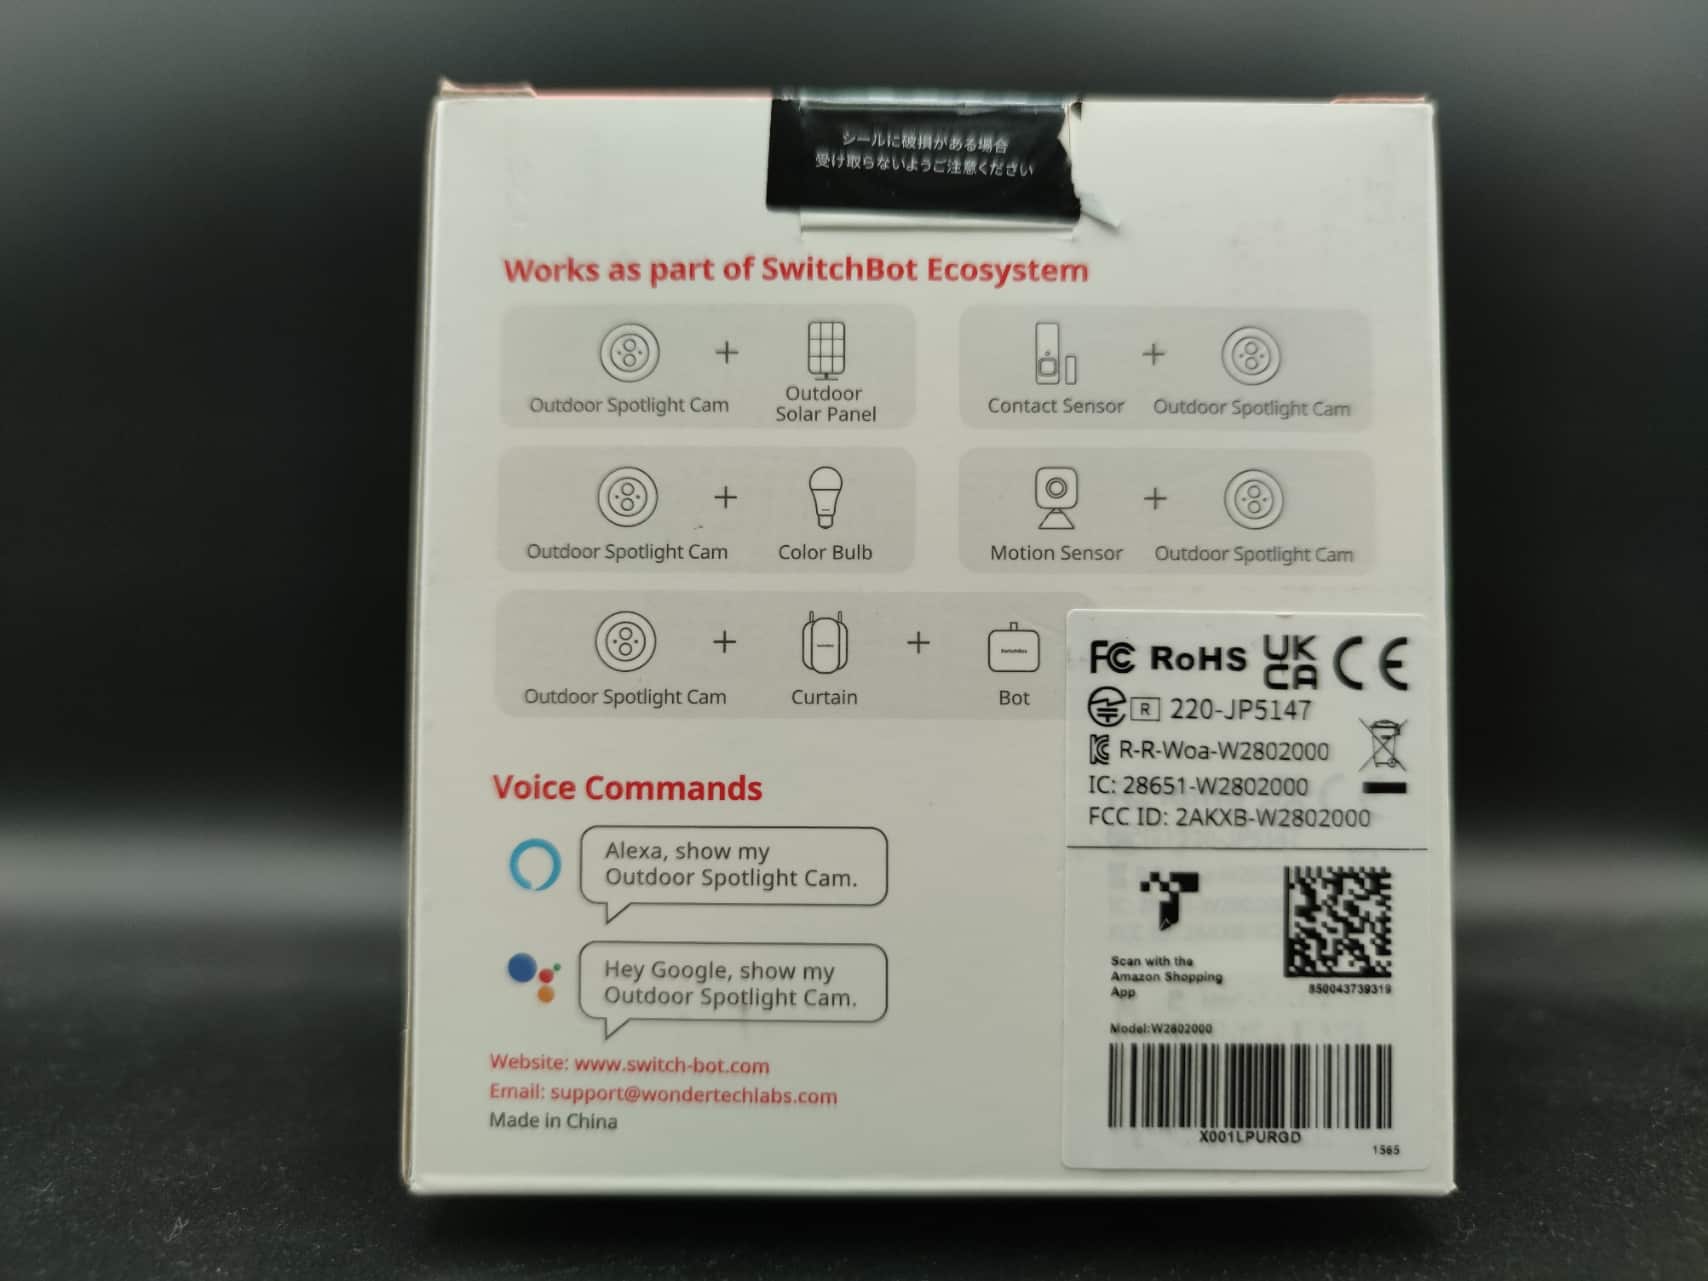 シールに破損がある場合
受け取らないようご注意ください
Works as part of SwitchBot Ecosystem
Outdoor Spotlight Cam
+
Outdoor
Solar Panel
Contact Sensor
+
Outdoor Spotlight Cam
Outdoor Spotlight Cam
+
Color Bulb
Motion Sensor
+
Outdoor Spotlight Cam
Outdoor Spotlight Cam
+
Curtain
+
Bot
FC RoHS UK CA CE
R 220-JP5147
R-R-Woa-W2802000
IC: 28651-W2802000
FCC ID: 2AKXB-W2802000
Voice Commands
Alexa, show my
Outdoor Spotlight Cam.
Hey Google, show my
Outdoor Spotlight Cam.
Website: www.switch-bot.com
Email: support@wondertechlabs.com
Made in China
Scan with the
Amazon Shopping
App
850043739319
Model:W2802000
X001LPURGD
1565